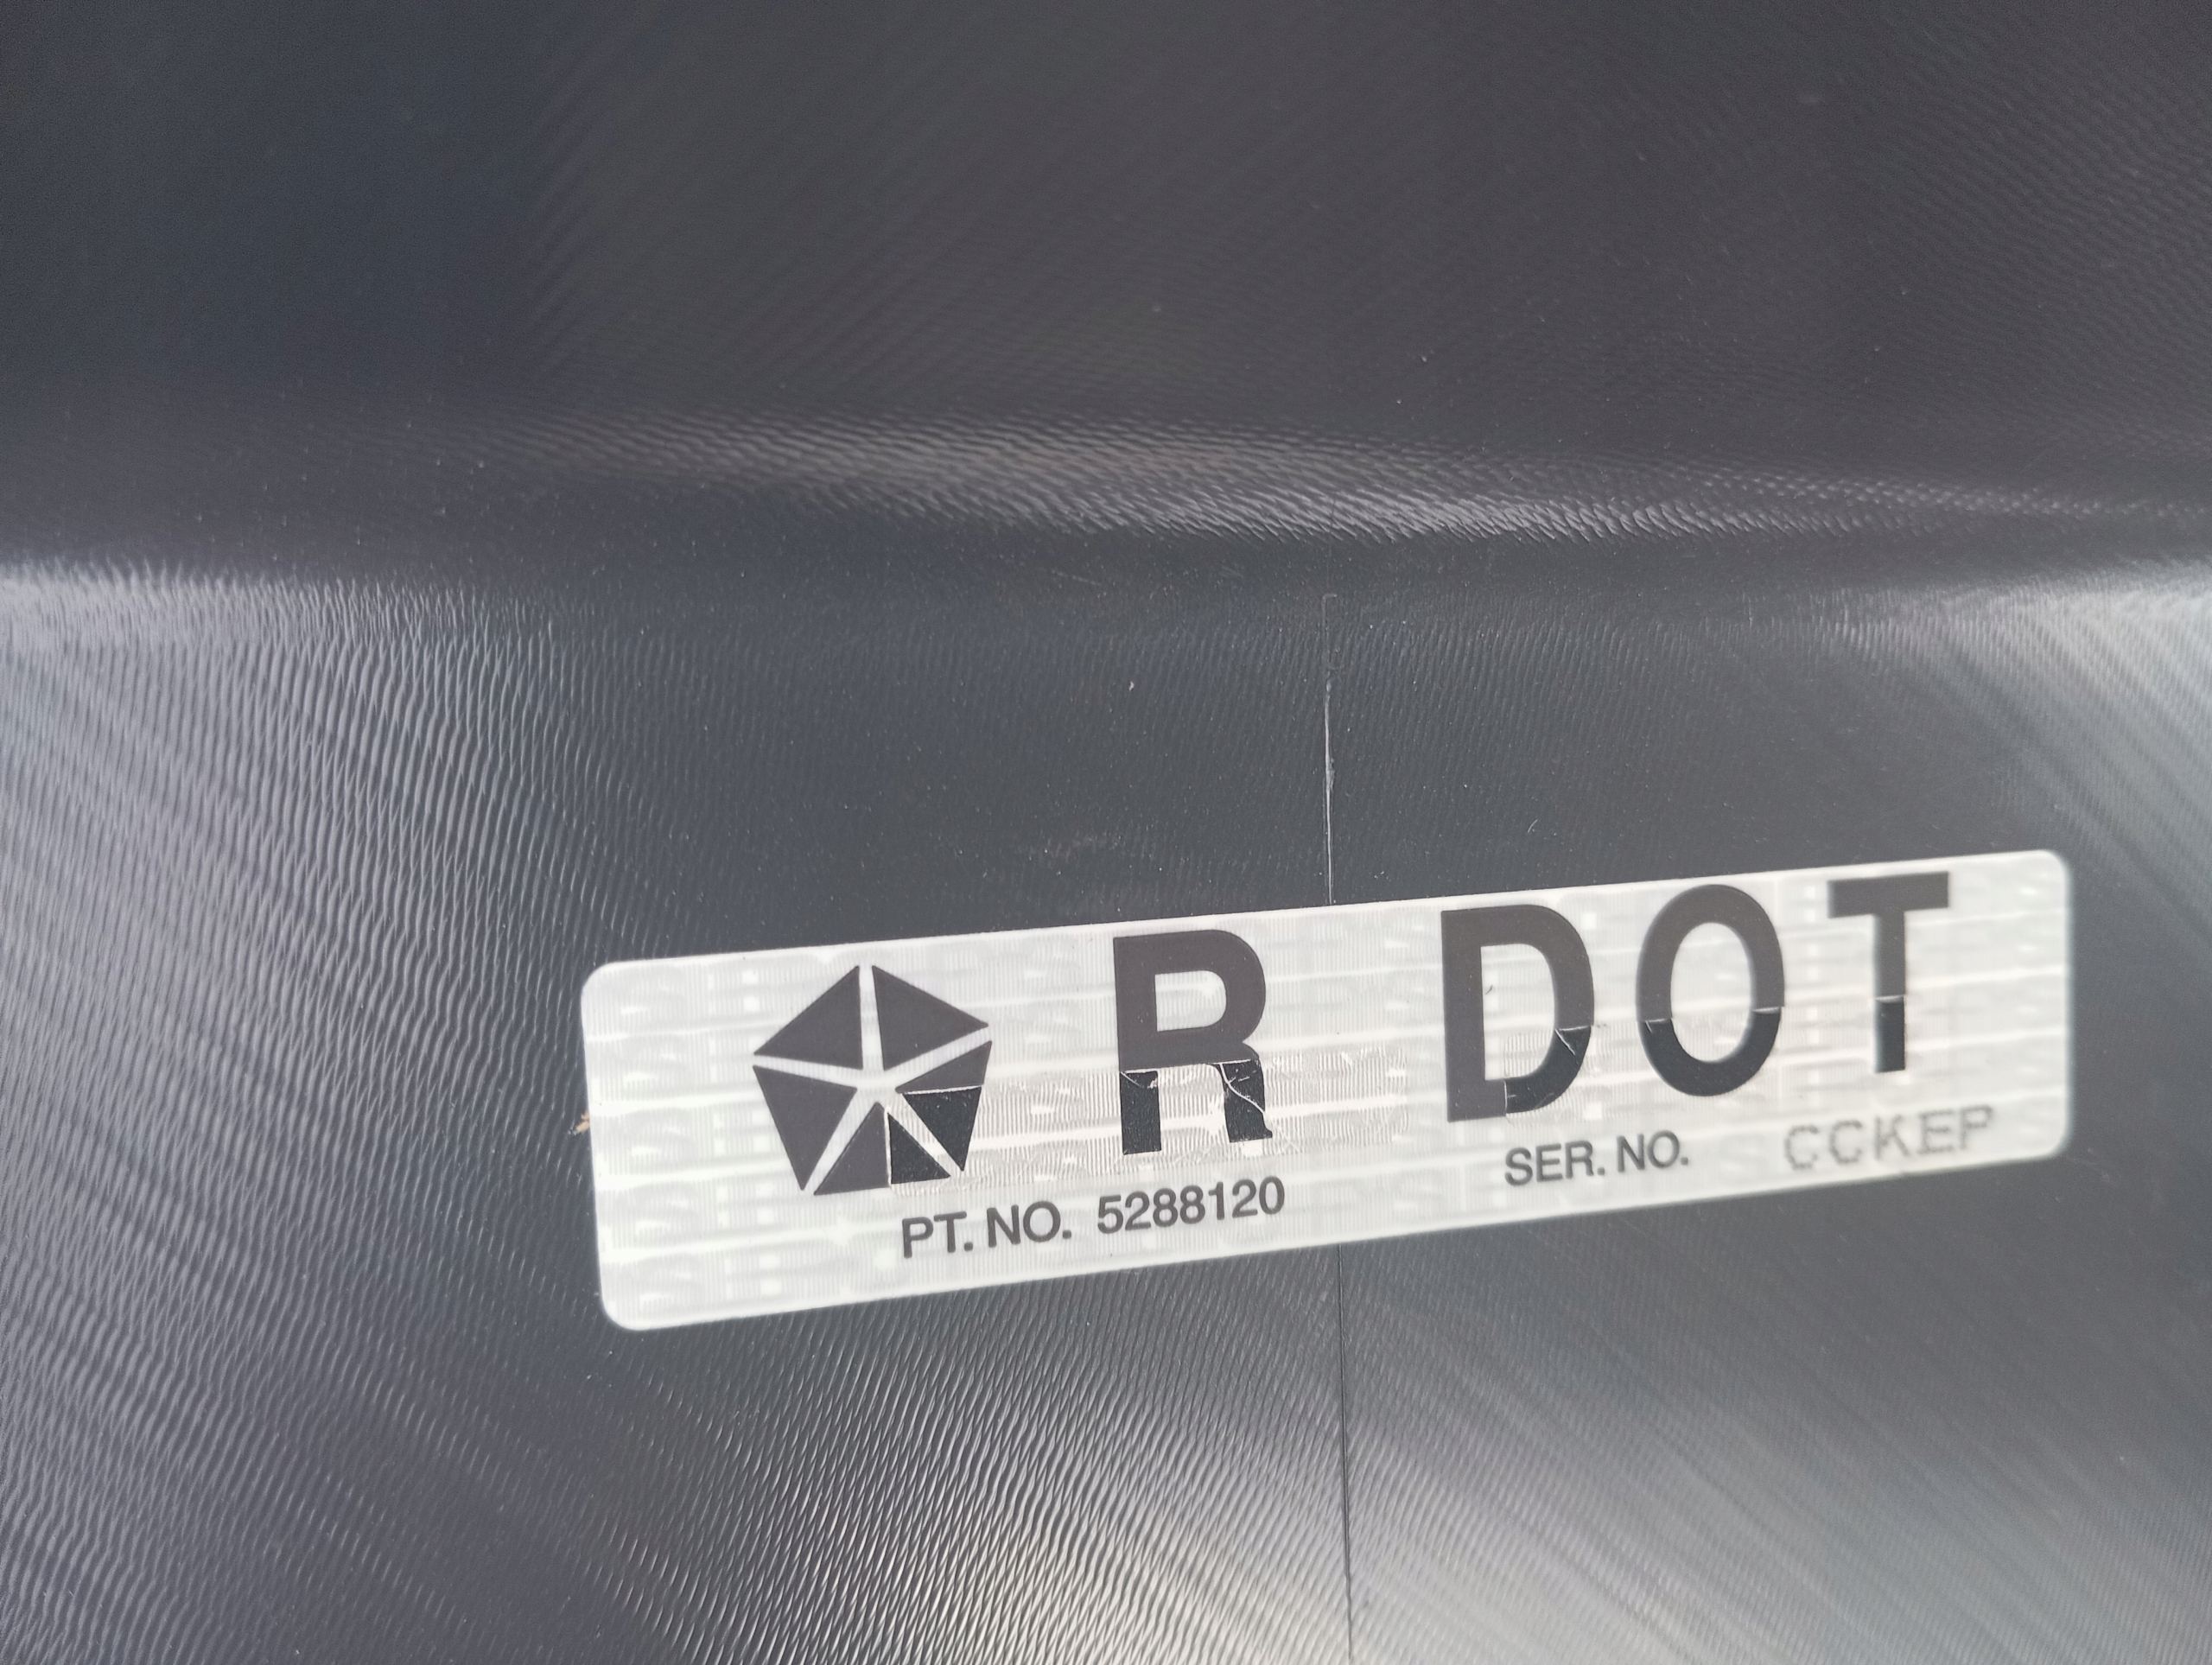 R DOT
PT. NO. 5288120 SER. NO. CCKEP